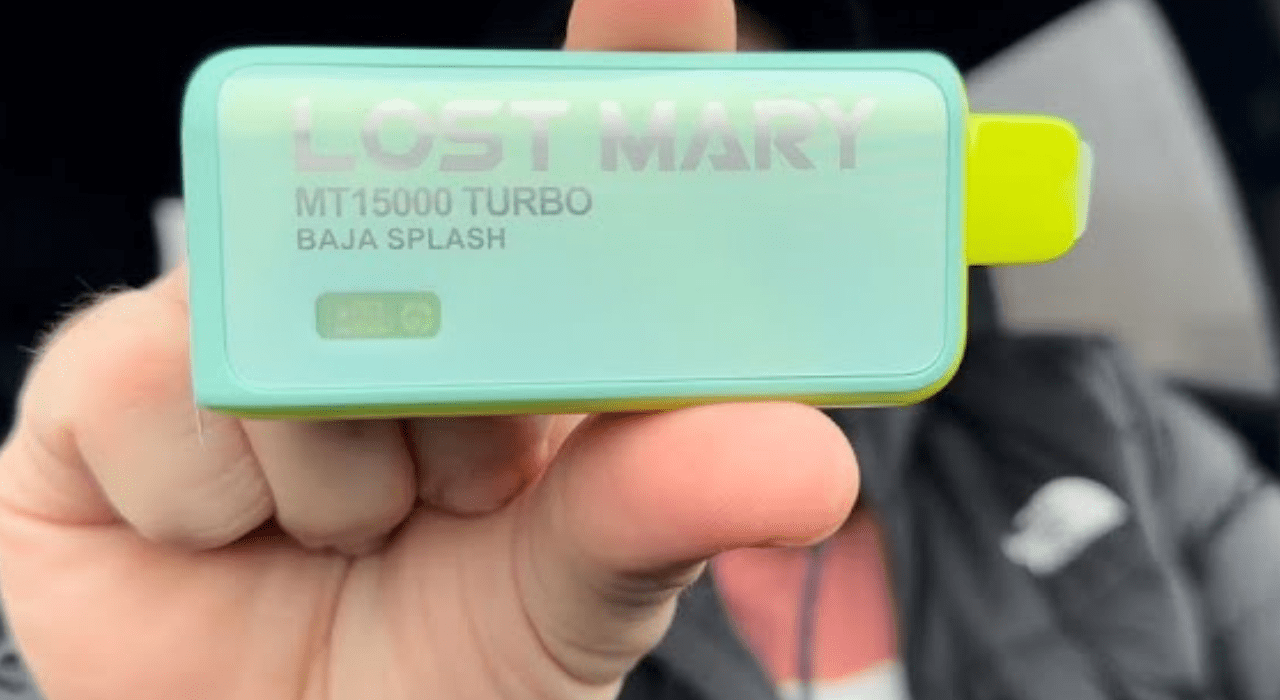 LOST MARY
MT15000 TURBO
BAJA SPLASH